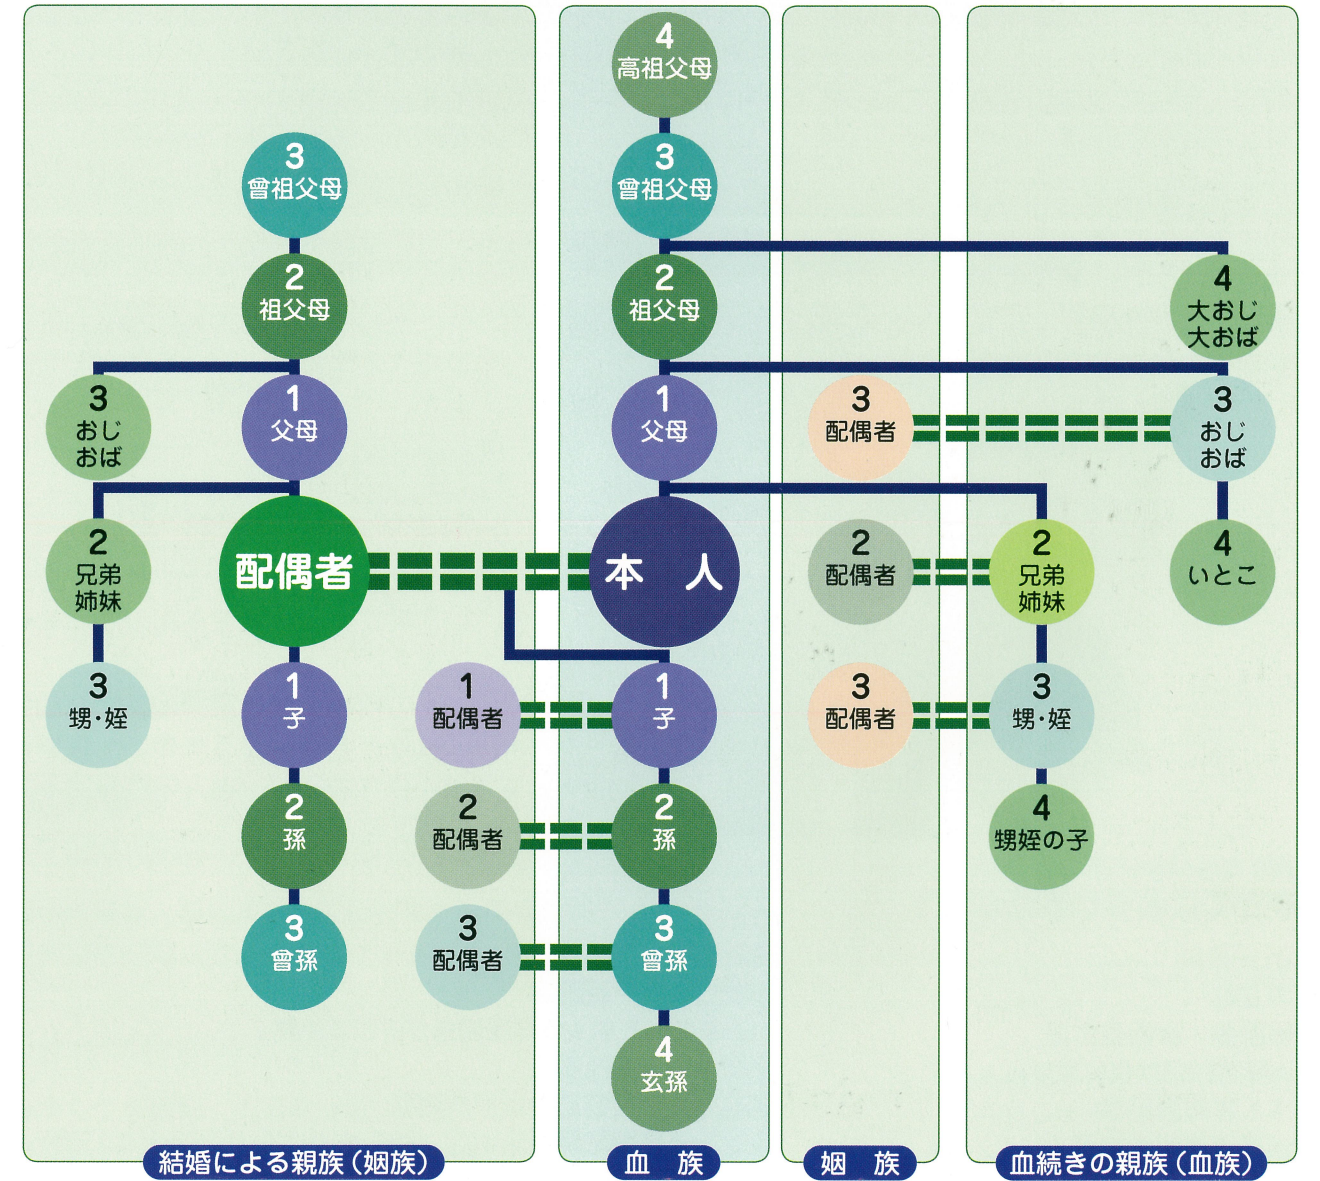 4
高祖父母
3
曾祖父母
3
曾祖父母
2
祖父母
2
祖父母
4
大おじ
大おば
3
おじ
おば
1
父母
1
父母
3
配偶者
3
おじ
おば
2
兄弟
姉妹
配偶者
本　人
2
配偶者
2
兄弟
姉妹
4
いとこ
3
甥・姪
1
子
1
配偶者
1
子
3
配偶者
3
甥・姪
2
孫
2
配偶者
2
孫
4
甥姪の子
3
曾孫
3
配偶者
3
曾孫
4
玄孫
結婚による親族（姻族）
血　族
姻　族
血続きの親族（血族）